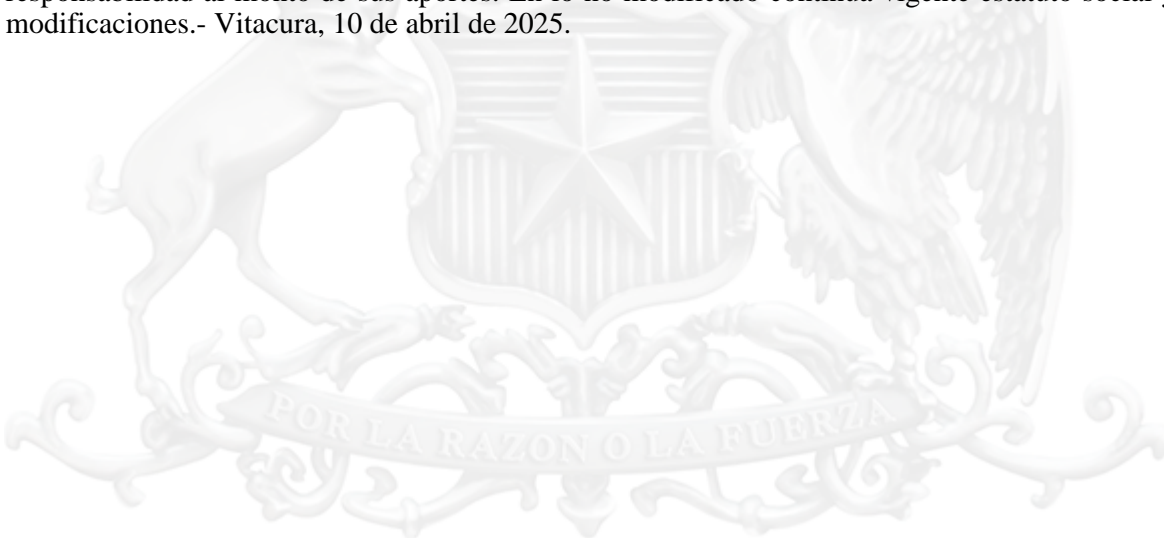 responsabilidad al monto de sus aportes. En lo no modificado continúa vigente estatuto social y
modificaciones.- Vitacura, 10 de abril de 2025.
POR LA RAZON O LA FUERZA